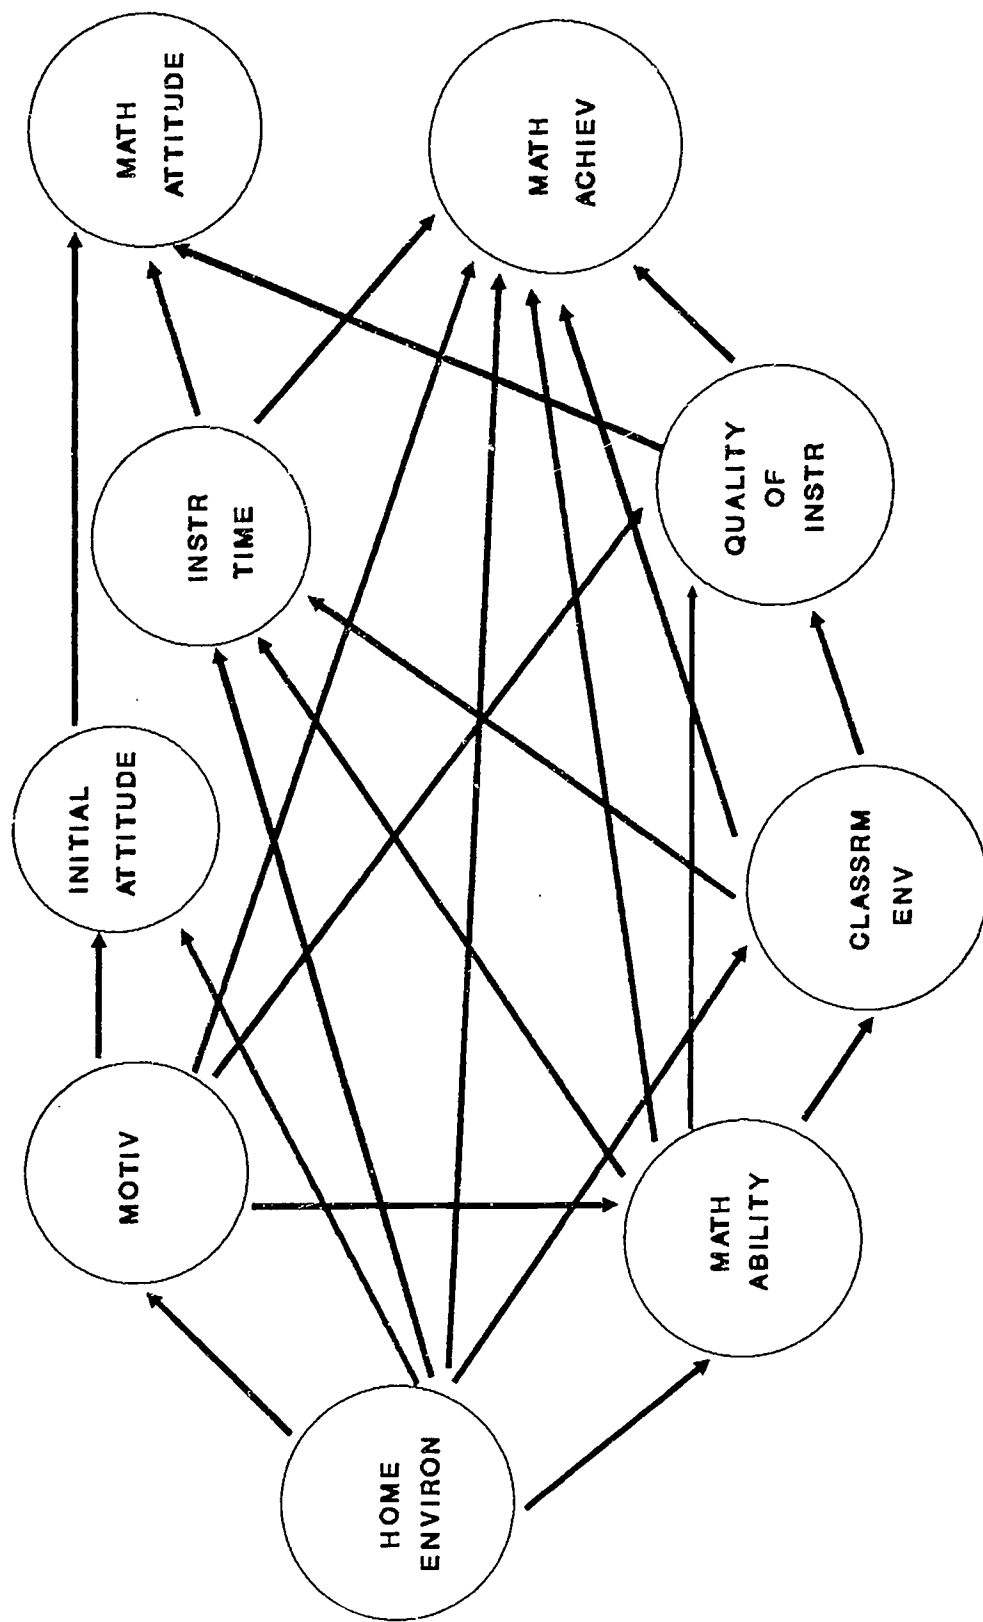 HOME
ENVIRON
MOTIV
MATH
ABILITY
INITIAL
ATTITUDE
CLASSRM
ENV
INSTR
TIME
QUALITY
OF
INSTR
MATH
ATTITUDE
MATH
ACHIEV